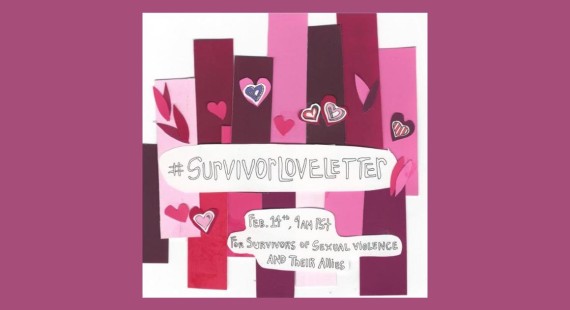 #SurvivorLoveLetter
Feb. 14th, 9AM PSt
For Survivors of Sexual Violence
and Their Allies